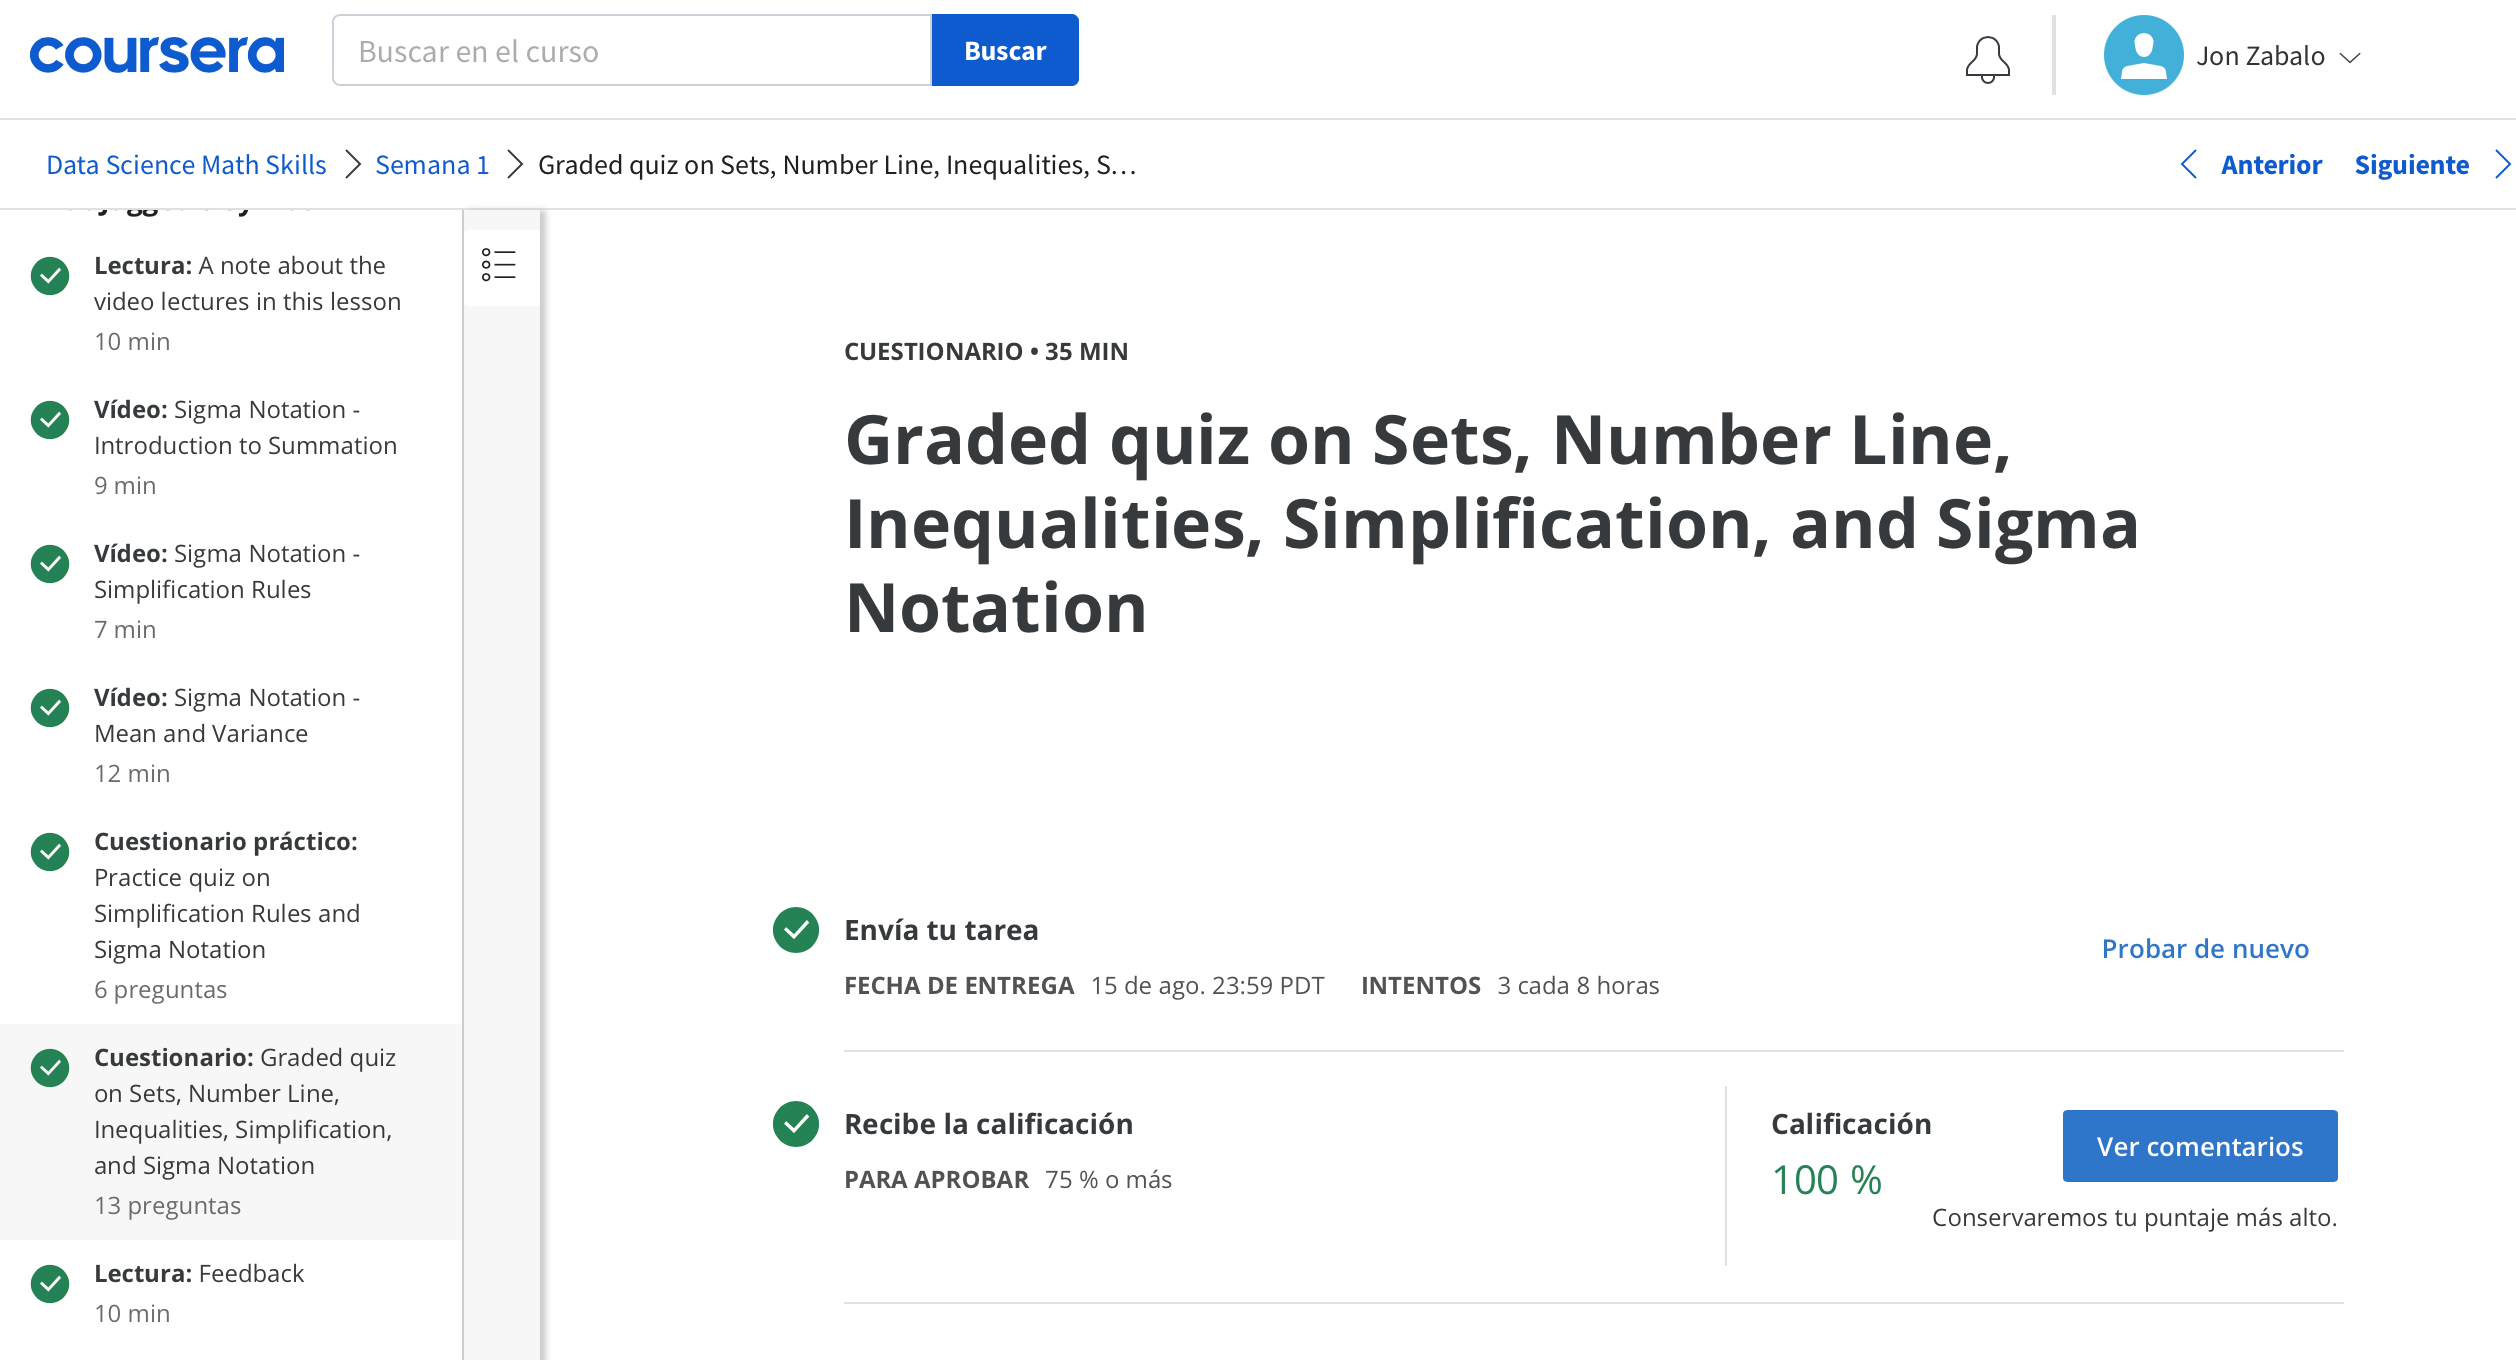 coursera
Buscar en el curso
Buscar
Jon Zabalo
Data Science Math Skills
Semana 1
Graded quiz on Sets, Number Line, Inequalities, S...
Anterior
Siguiente
Lectura: A note about the
video lectures in this lesson
10 min
Vídeo: Sigma Notation -
Introduction to Summation
9 min
Vídeo: Sigma Notation -
Simplification Rules
7 min
Vídeo: Sigma Notation -
Mean and Variance
12 min
Cuestionario práctico:
Practice quiz on
Simplification Rules and
Sigma Notation
6 preguntas
Cuestionario: Graded quiz
on Sets, Number Line,
Inequalities, Simplification,
and Sigma Notation
13 preguntas
Lectura: Feedback
10 min
CUESTIONARIO • 35 MIN
Graded quiz on Sets, Number Line,
Inequalities, Simplification, and Sigma
Notation
Envía tu tarea
FECHA DE ENTREGA 15 de ago. 23:59 PDT INTENTOS 3 cada 8 horas
Probar de nuevo
Recibe la calificación
PARA APROBAR 75 % o más
Calificación
100 %
Ver comentarios
Conservaremos tu puntaje más alto.